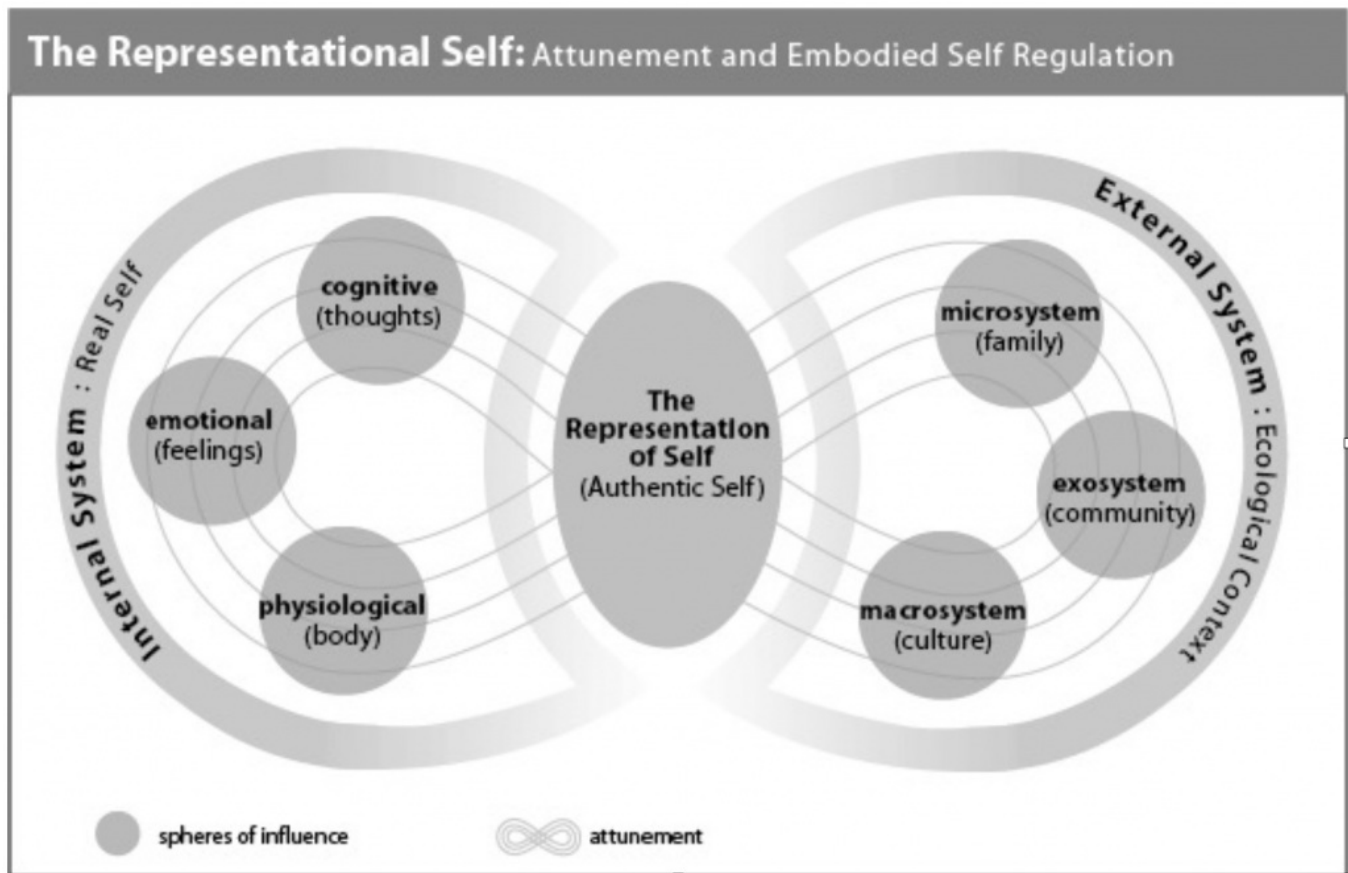 The Representational Self: Attunement and Embodied Self Regulation
Internal System : Real Self
cognitive
(thoughts)
emotional
(feelings)
physiological
(body)
The
Representation
of Self
(Authentic Self)
External System : Ecological Context
microsystem
(family)
exosystem
(community)
macrosystem
(culture)
spheres of influence
attunement